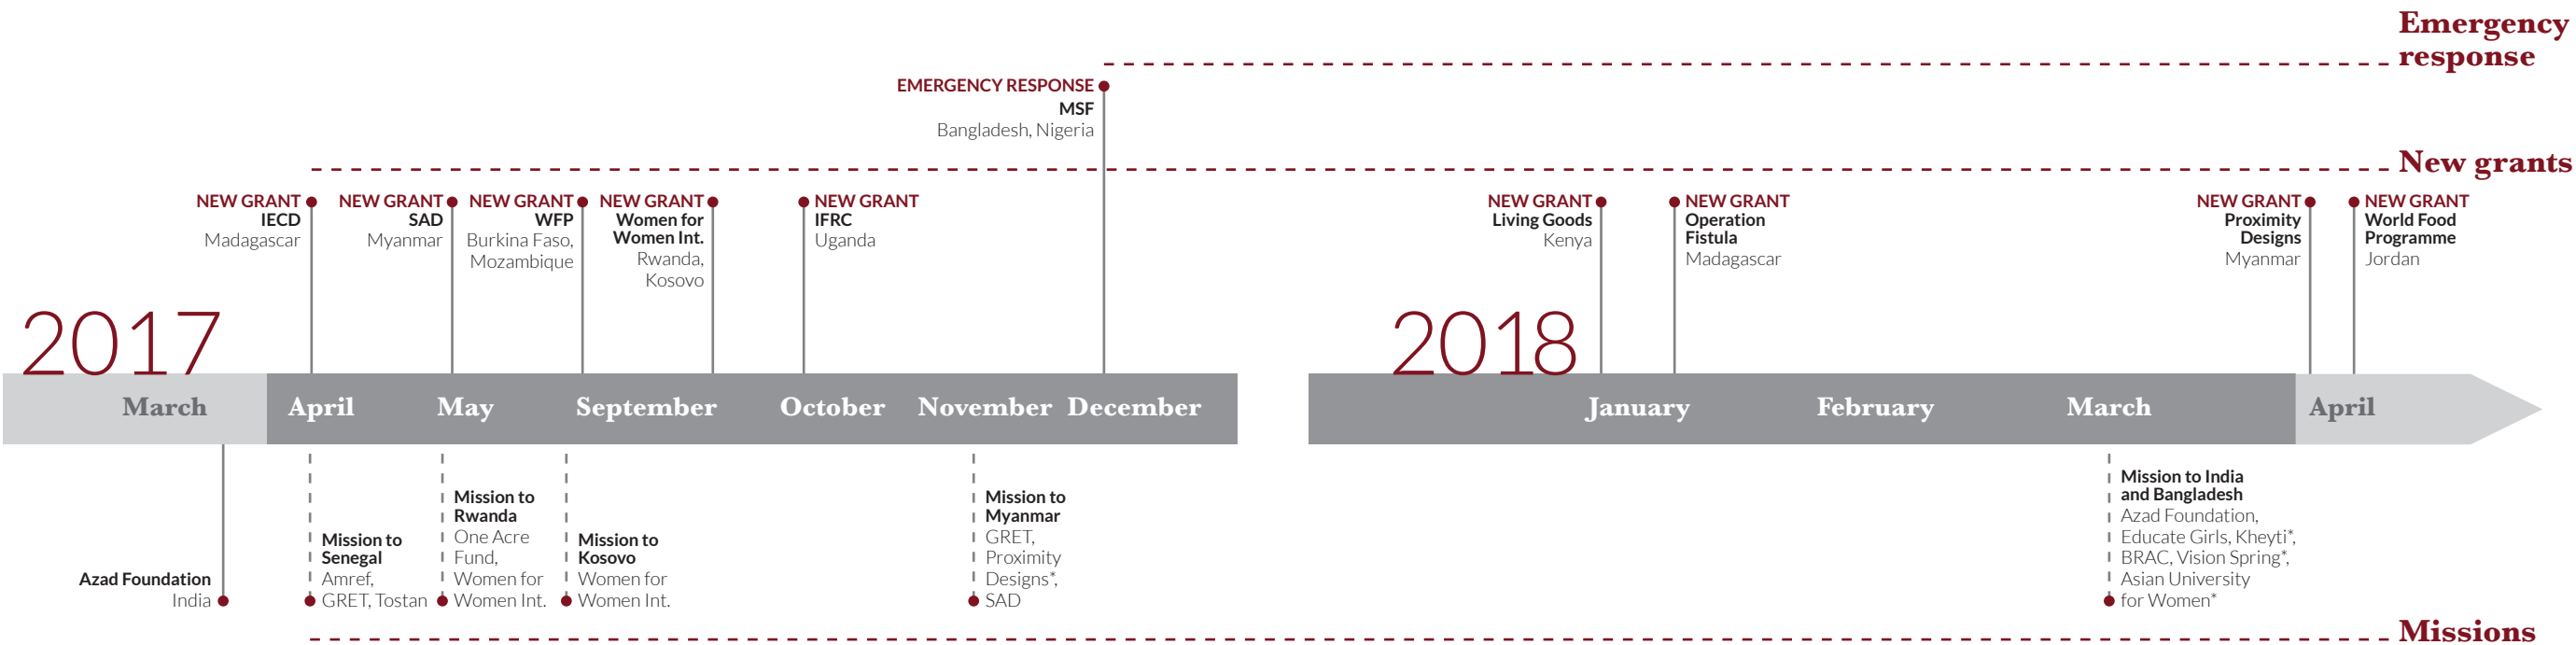 Emergency
response
EMERGENCY RESPONSE
MSF
Bangladesh, Nigeria
New grants
NEW GRANT
IECD
Madagascar
NEW GRANT
SAD
Myanmar
NEW GRANT
WFP
Burkina Faso,
Mozambique
NEW GRANT
Women for
Women Int.
Rwanda,
Kosovo
NEW GRANT
IFRC
Uganda
NEW GRANT
Living Goods
Kenya
NEW GRANT
Operation
Fistula
Madagascar
NEW GRANT
Proximity
Designs
Myanmar
NEW GRANT
World Food
Programme
Jordan
2017
2018
March
April
May
September
October
November
December
January
February
March
April
Azad Foundation
India
Mission to
Senegal
Amref,
GRET, Tostan
Mission to
Rwanda
One Acre
Fund,
Women for
Women Int.
Mission to
Kosovo
Women for
Women Int.
Mission to
Myanmar
GRET,
Proximity
Designs*,
SAD
Mission to India
and Bangladesh
Azad Foundation,
Educate Girls, Kheyti*,
BRAC, Vision Spring*,
Asian University
for Women*
Missions